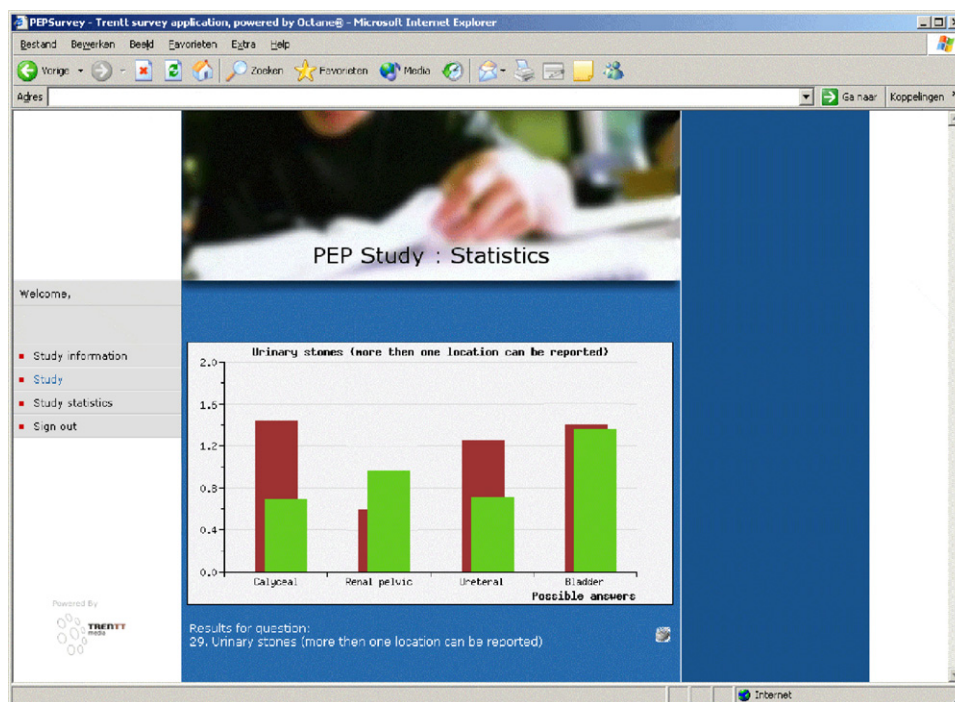 PEPSurvey - Trentt survey application, powered by Octane® - Microsoft Internet Explorer
Bestand Bewerken Beeld Favorieten Extra Help
Vorige Zoeken Favorieten Media
Adres Ga naar Koppelingen »
PEP Study : Statistics
Welcome,
Study information
Study
Study statistics
Sign out
Urinary stones (more then one location can be reported)
2.0
1.6
1.2
0.8
0.4
0.0
Calyceal Renal pelvic Ureteral Bladder
Possible answers
Powered By
TRENTT
media
Results for question:
29. Urinary stones (more then one location can be reported)
Internet